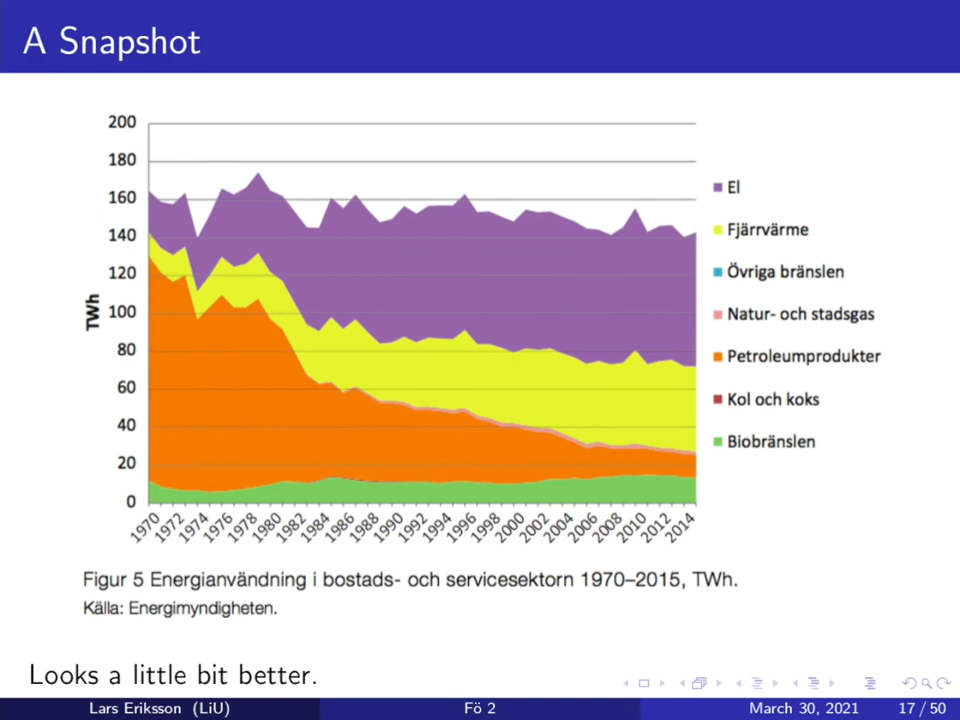 A Snapshot
200
180
160
140
120
100
80
60
40
20
0
TWh
1970
1972
1974
1976
1978
1980
1982
1984
1986
1988
1990
1992
1994
1996
1998
2000
2002
2004
2006
2008
2010
2012
2014
El
Fjärrvärme
Övriga bränslen
Natur- och stadsgas
Petroleumprodukter
Kol och koks
Biobränslen
Figur 5 Energianvändning i bostads- och servicesektorn 1970–2015, TWh.
Källa: Energimyndigheten.
Looks a little bit better.
Lars Eriksson (LiU) Fö 2 March 30, 2021 17 / 50